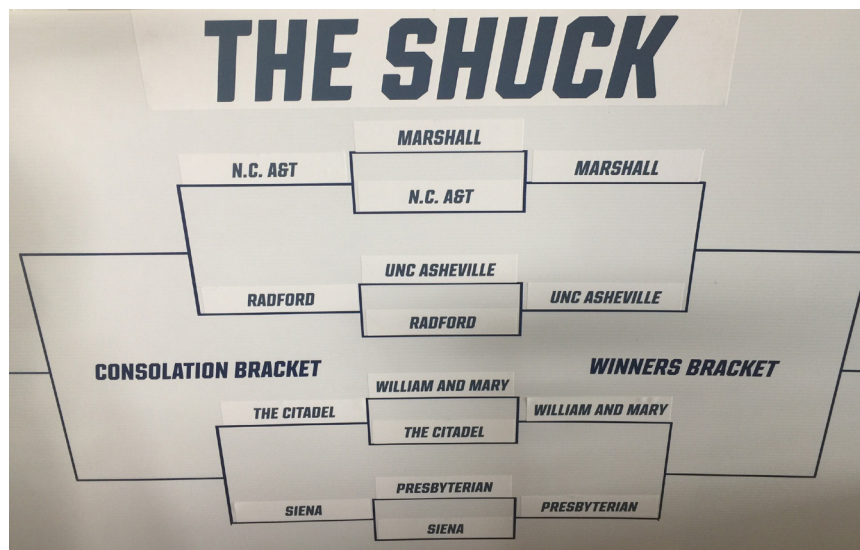 THE SHUCK
MARSHALL
N.C. A&T
MARSHALL
N.C. A&T
UNC ASHEVILLE
RADFORD
UNC ASHEVILLE
RADFORD
CONSOLATION BRACKET
WINNERS BRACKET
WILLIAM AND MARY
THE CITADEL
WILLIAM AND MARY
THE CITADEL
PRESBYTERIAN
SIENA
PRESBYTERIAN
SIENA